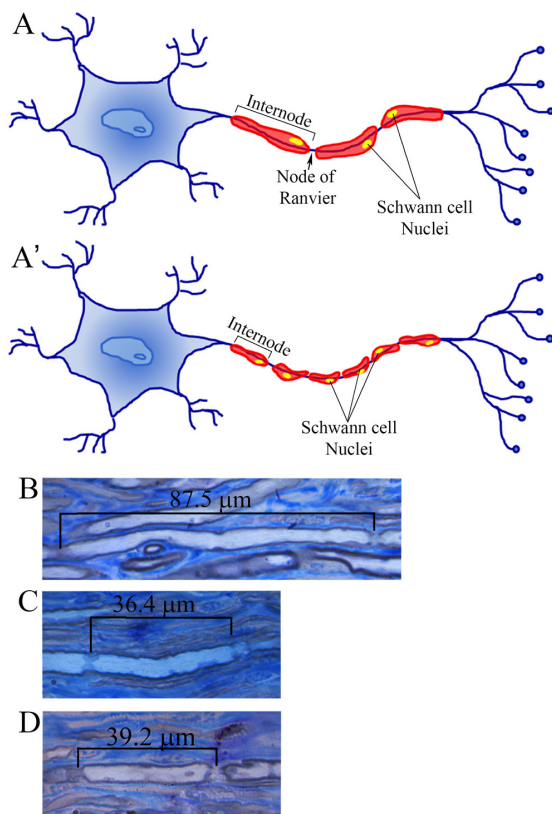 A
Internode
Node of
Ranvier
Schwann cell
Nuclei
A'
Internode
Schwann cell
Nuclei
B
87.5 µm
C
36.4 µm
D
39.2 µm